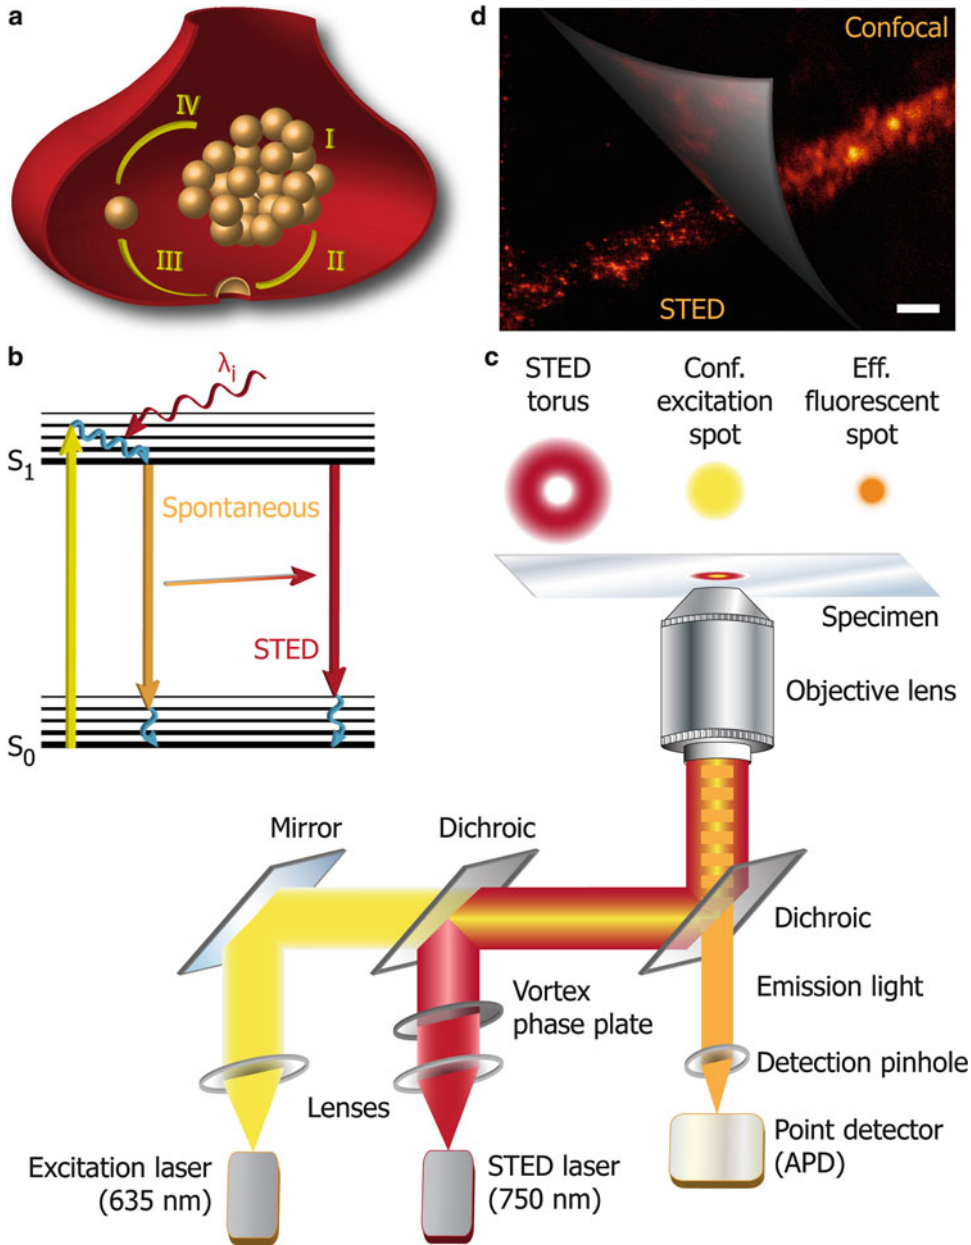 a
IV
I
III
II
d
Confocal
STED
b
λi
S1
Spontaneous
STED
S0
c
STED
torus
Conf.
excitation
spot
Eff.
fluorescent
spot
Specimen
Objective lens
Mirror
Dichroic
Dichroic
Vortex
phase plate
Emission light
Detection pinhole
Lenses
Excitation laser
(635 nm)
STED laser
(750 nm)
Point detector
(APD)